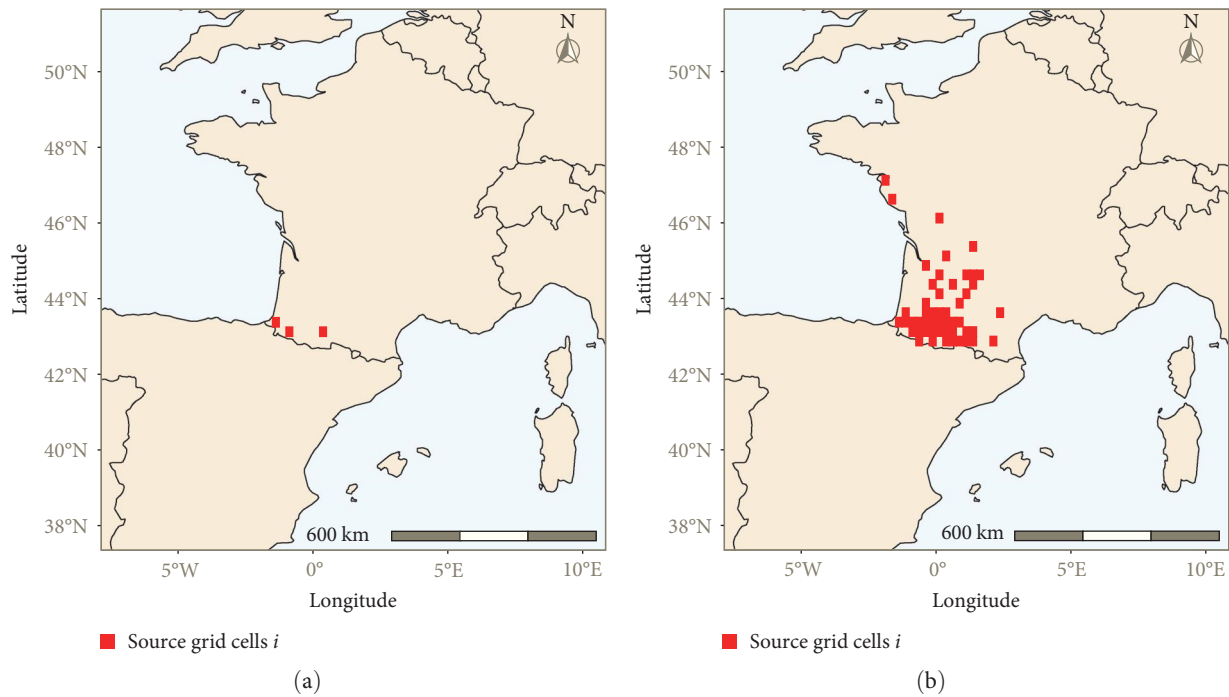 N
50°N
48°N
46°N
44°N
42°N
40°N
38°N
Latitude
600 km
5°W
0°
5°E
10°E
Longitude
Source grid cells i
(a)
N
50°N
48°N
46°N
44°N
42°N
40°N
38°N
Latitude
600 km
5°W
0°
5°E
10°E
Longitude
Source grid cells i
(b)